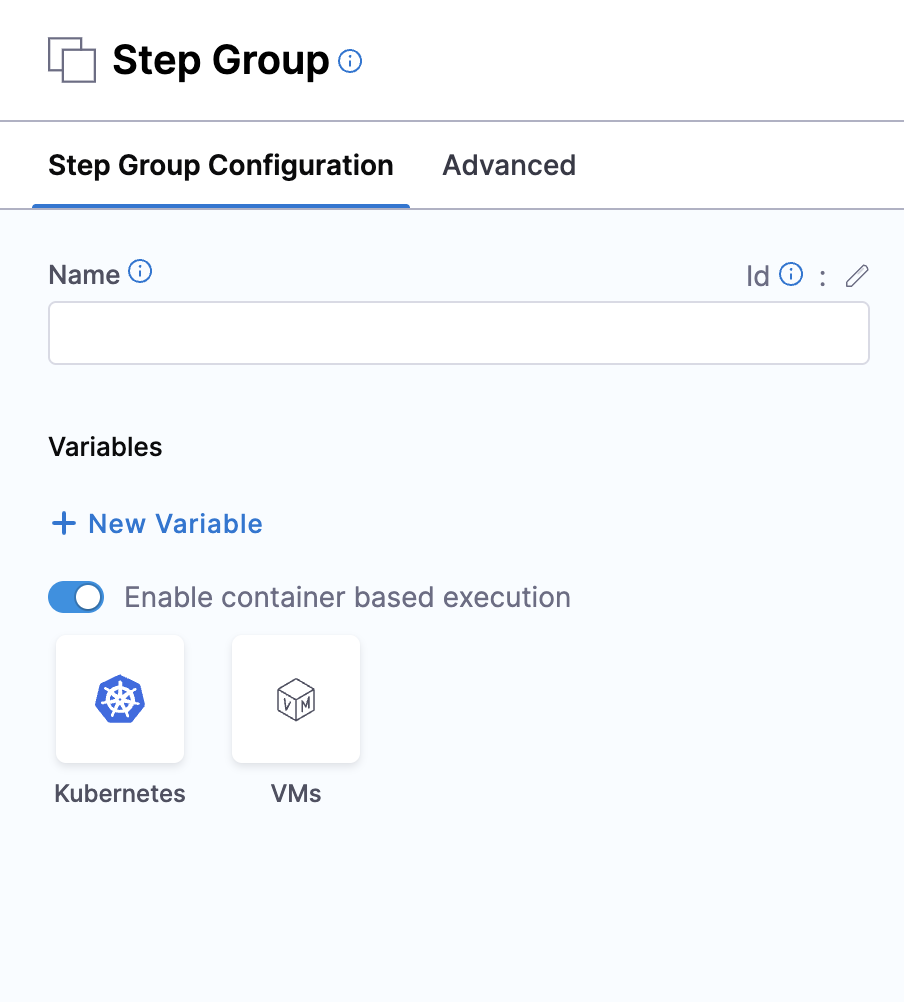 Step Group
Step Group Configuration Advanced
Name Id :
Variables
+ New Variable
Enable container based execution
VM
Kubernetes VMs